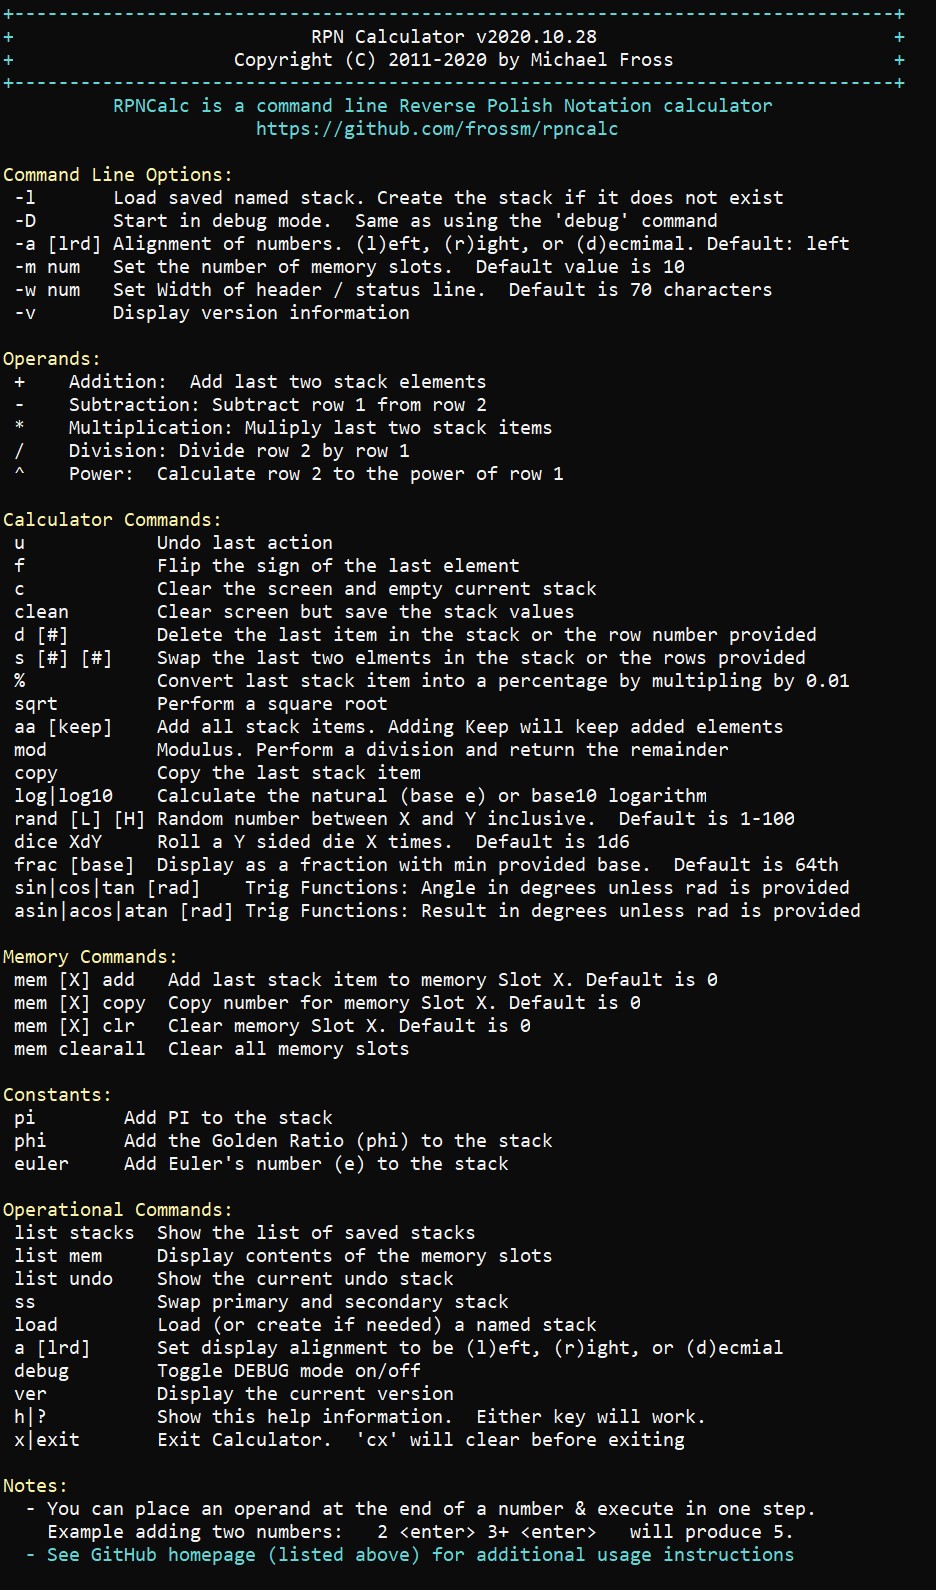 +--------------------------------------------------------------------------------+
+                           RPN Calculator v2020.10.28                           +
+                    Copyright (C) 2011-2020 by Michael Fross                    +
+--------------------------------------------------------------------------------+
          RPNCalc is a command line Reverse Polish Notation calculator
                       https://github.com/frossm/rpncalc

Command Line Options:
 -l       Load saved named stack. Create the stack if it does not exist
 -D       Start in debug mode.  Same as using the 'debug' command
 -a [lrd] Alignment of numbers. (l)eft, (r)ight, or (d)ecmimal. Default: left
 -m num   Set the number of memory slots.  Default value is 10
 -w num   Set Width of header / status line.  Default is 70 characters
 -v       Display version information

Operands:
 +    Addition:  Add last two stack elements
 -    Subtraction: Subtract row 1 from row 2
 *    Multiplication: Muliply last two stack items
 /    Division: Divide row 2 by row 1
 ^    Power:  Calculate row 2 to the power of row 1

Calculator Commands:
 u            Undo last action
 f            Flip the sign of the last element
 c            Clear the screen and empty current stack
 clean        Clear screen but save the stack values
 d [#]        Delete the last item in the stack or the row number provided
 s [#] [#]    Swap the last two elments in the stack or the rows provided
 %            Convert last stack item into a percentage by multipling by 0.01
 sqrt         Perform a square root
 aa [keep]    Add all stack items. Adding Keep will keep added elements
 mod          Modulus. Perform a division and return the remainder
 copy         Copy the last stack item
 log|log10    Calculate the natural (base e) or base10 logarithm
 rand [L] [H] Random number between X and Y inclusive.  Default is 1-100
 dice XdY     Roll a Y sided die X times.  Default is 1d6
 frac [base]  Display as a fraction with min provided base.  Default is 64th
 sin|cos|tan [rad]    Trig Functions: Angle in degrees unless rad is provided
 asin|acos|atan [rad] Trig Functions: Result in degrees unless rad is provided

Memory Commands:
 mem [X] add   Add last stack item to memory Slot X. Default is 0
 mem [X] copy  Copy number for memory Slot X. Default is 0
 mem [X] clr   Clear memory Slot X. Default is 0
 mem clearall  Clear all memory slots

Constants:
 pi        Add PI to the stack
 phi       Add the Golden Ratio (phi) to the stack
 euler     Add Euler's number (e) to the stack

Operational Commands:
 list stacks  Show the list of saved stacks
 list mem     Display contents of the memory slots
 list undo    Show the current undo stack
 ss           Swap primary and secondary stack
 load         Load (or create if needed) a named stack
 a [lrd]      Set display alignment to be (l)eft, (r)ight, or (d)ecmial
 debug        Toggle DEBUG mode on/off
 ver          Display the current version
 h|?          Show this help information.  Either key will work.
 x|exit       Exit Calculator.  'cx' will clear before exiting

Notes:
  - You can place an operand at the end of a number & execute in one step.
    Example adding two numbers:   2 <enter> 3+ <enter>   will produce 5.
  - See GitHub homepage (listed above) for additional usage instructions